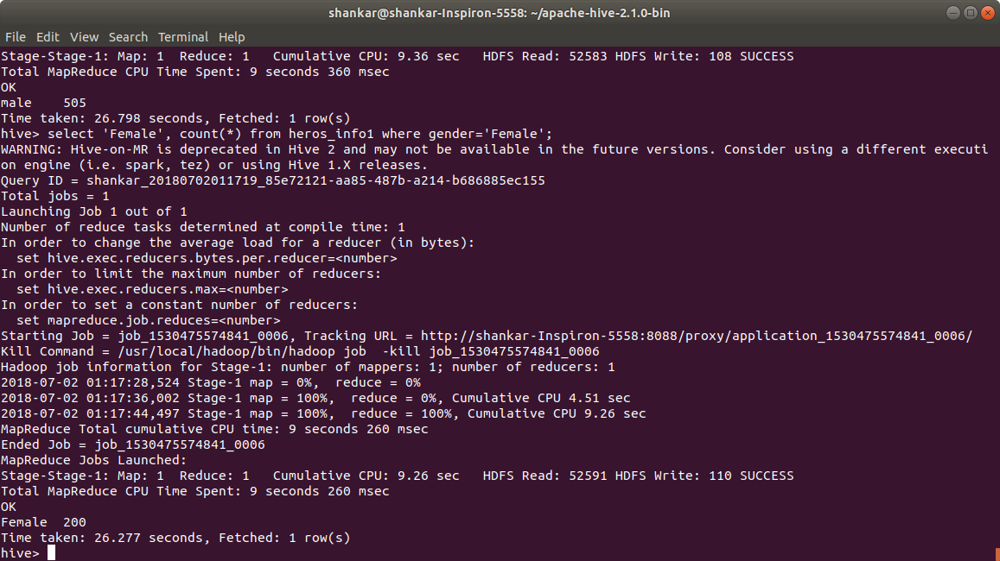 shankar@shankar-Inspiron-5558: ~/apache-hive-2.1.0-bin
File Edit View Search Terminal Help
Stage-Stage-1: Map: 1  Reduce: 1   Cumulative CPU: 9.36 sec   HDFS Read: 52583 HDFS Write: 108 SUCCESS
Total MapReduce CPU Time Spent: 9 seconds 360 msec
OK
male    505
Time taken: 26.798 seconds, Fetched: 1 row(s)
hive> select 'Female', count(*) from heros_info1 where gender='Female';
WARNING: Hive-on-MR is deprecated in Hive 2 and may not be available in the future versions. Consider using a different executi
on engine (i.e. spark, tez) or using Hive 1.X releases.
Query ID = shankar_20180702011719_85e72121-aa85-487b-a214-b686885ec155
Total jobs = 1
Launching Job 1 out of 1
Number of reduce tasks determined at compile time: 1
In order to change the average load for a reducer (in bytes):
  set hive.exec.reducers.bytes.per.reducer=<number>
In order to limit the maximum number of reducers:
  set hive.exec.reducers.max=<number>
In order to set a constant number of reducers:
  set mapreduce.job.reduces=<number>
Starting Job = job_1530475574841_0006, Tracking URL = http://shankar-Inspiron-5558:8088/proxy/application_1530475574841_0006/
Kill Command = /usr/local/hadoop/bin/hadoop job  -kill job_1530475574841_0006
Hadoop job information for Stage-1: number of mappers: 1; number of reducers: 1
2018-07-02 01:17:28,524 Stage-1 map = 0%,  reduce = 0%
2018-07-02 01:17:36,002 Stage-1 map = 100%,  reduce = 0%, Cumulative CPU 4.51 sec
2018-07-02 01:17:44,497 Stage-1 map = 100%,  reduce = 100%, Cumulative CPU 9.26 sec
MapReduce Total cumulative CPU time: 9 seconds 260 msec
Ended Job = job_1530475574841_0006
MapReduce Jobs Launched:
Stage-Stage-1: Map: 1  Reduce: 1   Cumulative CPU: 9.26 sec   HDFS Read: 52591 HDFS Write: 110 SUCCESS
Total MapReduce CPU Time Spent: 9 seconds 260 msec
OK
Female  200
Time taken: 26.277 seconds, Fetched: 1 row(s)
hive>